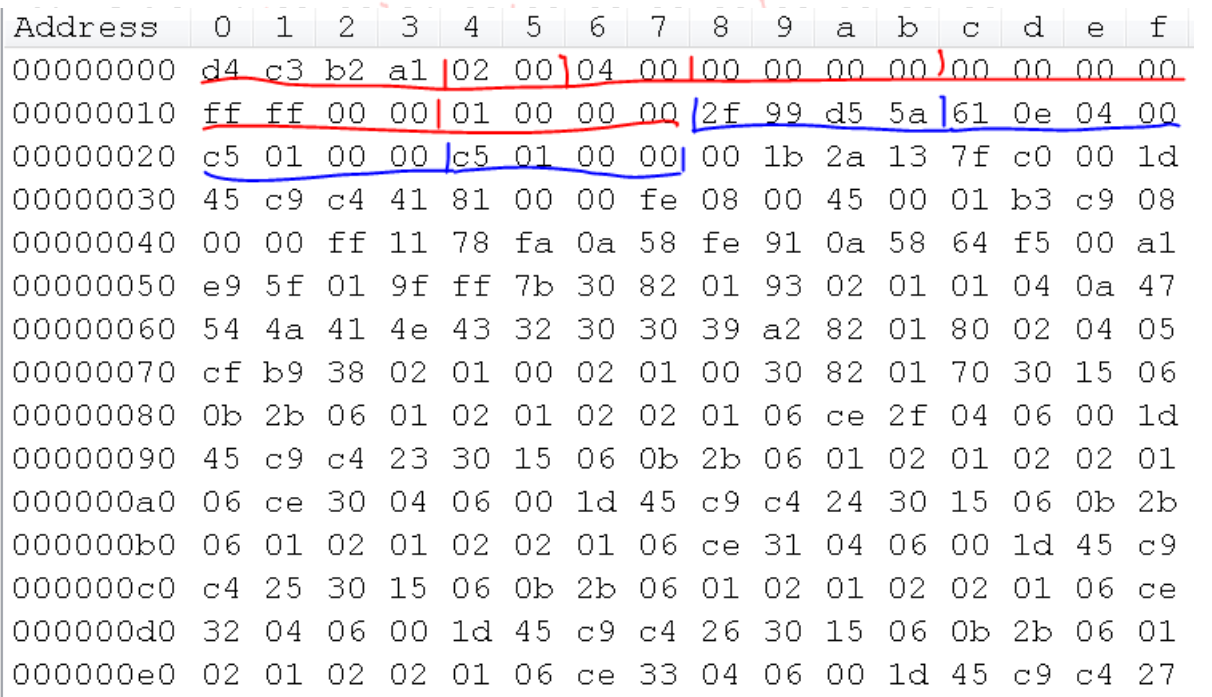 Address 0 1 2 3 4 5 6 7 8 9 a b c d e f
00000000 d4 c3 b2 a1 02 00 04 00 00 00 00 00 00 00 00 00
00000010 ff ff 00 00 01 00 00 00 2f 99 d5 5a 61 0e 04 00
00000020 c5 01 00 00 c5 01 00 00 00 1b 2a 13 7f c0 00 1d
00000030 45 c9 c4 41 81 00 00 fe 08 00 45 00 01 b3 c9 08
00000040 00 00 ff 11 78 fa 0a 58 fe 91 0a 58 64 f5 00 a1
00000050 e9 5f 01 9f ff 7b 30 82 01 93 02 01 01 04 0a 47
00000060 54 4a 41 4e 43 32 30 30 39 a2 82 01 80 02 04 05
00000070 cf b9 38 02 01 00 02 01 00 30 82 01 70 30 15 06
00000080 0b 2b 06 01 02 01 02 02 01 06 ce 2f 04 06 00 1d
00000090 45 c9 c4 23 30 15 06 0b 2b 06 01 02 01 02 02 01
000000a0 06 ce 30 04 06 00 1d 45 c9 c4 24 30 15 06 0b 2b
000000b0 06 01 02 01 02 02 01 06 ce 31 04 06 00 1d 45 c9
000000c0 c4 25 30 15 06 0b 2b 06 01 02 01 02 02 01 06 ce
000000d0 32 04 06 00 1d 45 c9 c4 26 30 15 06 0b 2b 06 01
000000e0 02 01 02 02 01 06 ce 33 04 06 00 1d 45 c9 c4 27